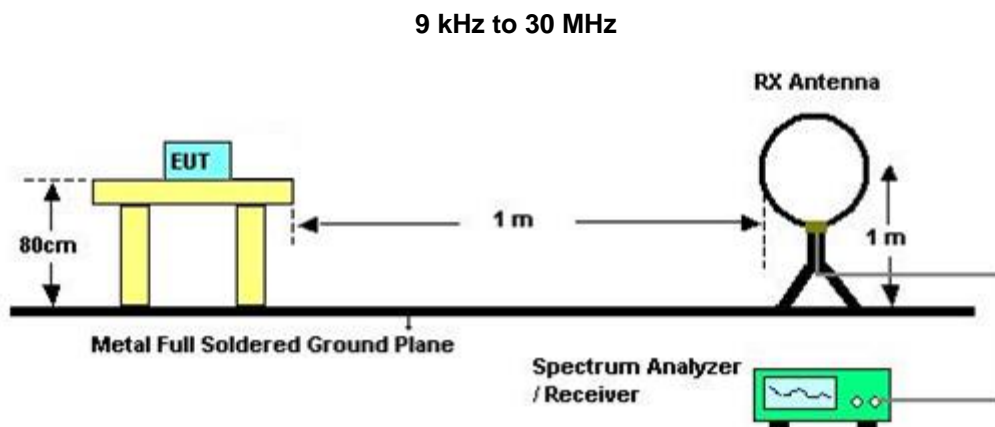 9 kHz to 30 MHz
RX Antenna
EUT
80cm
1 m
1 m
Metal Full Soldered Ground Plane
Spectrum Analyzer
/ Receiver